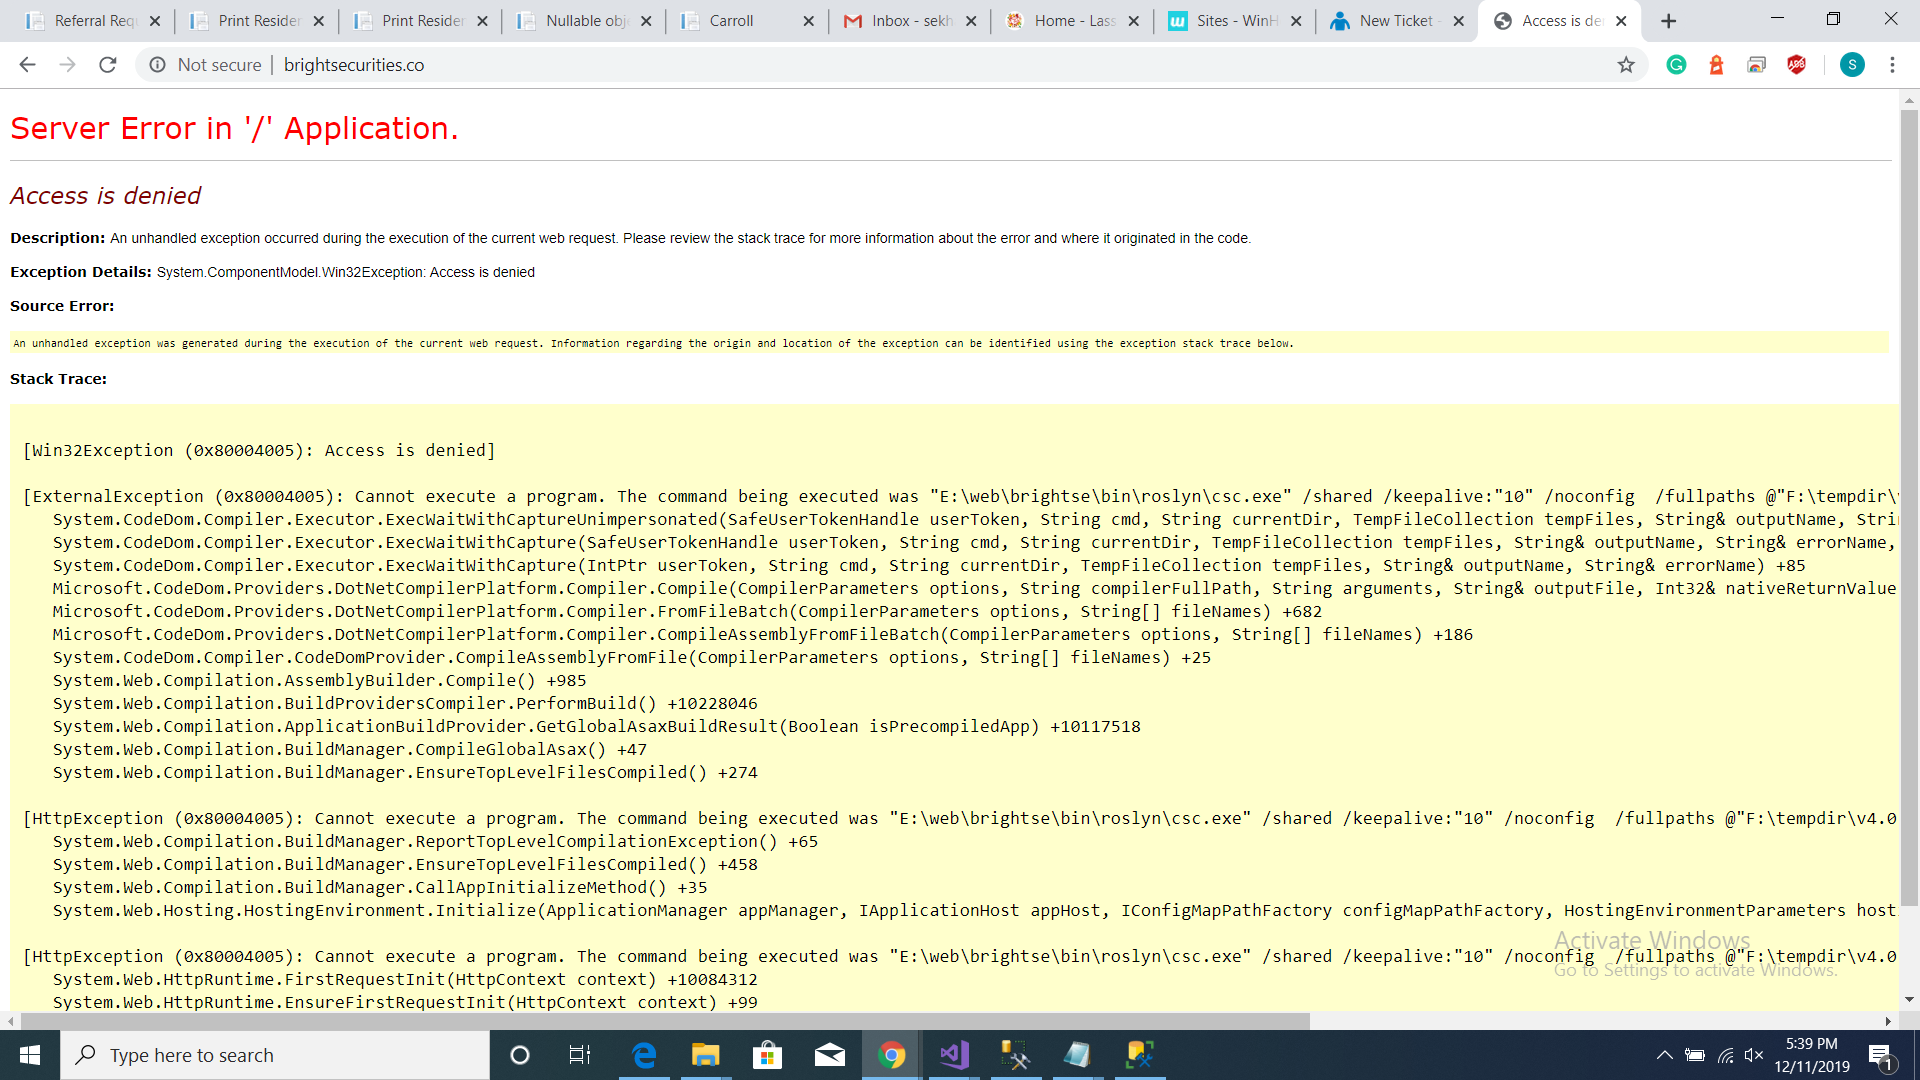 Referral Requ
Print Residen
Print Residen
Nullable obj
Carroll
Inbox - sekh
Home - Lass
Sites - WinH
New Ticket -
Access is den
Not secure | brightsecurities.co
S
Server Error in '/' Application.
Access is denied
Description: An unhandled exception occurred during the execution of the current web request. Please review the stack trace for more information about the error and where it originated in the code.
Exception Details: System.ComponentModel.Win32Exception: Access is denied
Source Error:
An unhandled exception was generated during the execution of the current web request. Information regarding the origin and location of the exception can be identified using the exception stack trace below.
Stack Trace:
[Win32Exception (0x80004005): Access is denied]
[ExternalException (0x80004005): Cannot execute a program. The command being executed was "E:\web\brightse\bin\roslyn\csc.exe" /shared /keepalive:"10" /noconfig  /fullpaths @"F:\tempdir\
System.CodeDom.Compiler.Executor.ExecWaitWithCaptureUnimpersonated(SafeUserTokenHandle userToken, String cmd, String currentDir, TempFileCollection tempFiles, String& outputName, Stri
System.CodeDom.Compiler.Executor.ExecWaitWithCapture(SafeUserTokenHandle userToken, String cmd, String currentDir, TempFileCollection tempFiles, String& outputName, String& errorName,
System.CodeDom.Compiler.Executor.ExecWaitWithCapture(IntPtr userToken, String cmd, String currentDir, TempFileCollection tempFiles, String& outputName, String& errorName) +85
Microsoft.CodeDom.Providers.DotNetCompilerPlatform.Compiler.Compile(CompilerParameters options, String compilerFullPath, String arguments, String& outputFile, Int32& nativeReturnValue
Microsoft.CodeDom.Providers.DotNetCompilerPlatform.Compiler.FromFileBatch(CompilerParameters options, String[] fileNames) +682
Microsoft.CodeDom.Providers.DotNetCompilerPlatform.Compiler.CompileAssemblyFromFileBatch(CompilerParameters options, String[] fileNames) +186
System.CodeDom.Compiler.CodeDomProvider.CompileAssemblyFromFile(CompilerParameters options, String[] fileNames) +25
System.Web.Compilation.AssemblyBuilder.Compile() +985
System.Web.Compilation.BuildProvidersCompiler.PerformBuild() +10228046
System.Web.Compilation.ApplicationBuildProvider.GetGlobalAsaxBuildResult(Boolean isPrecompiledApp) +10117518
System.Web.Compilation.BuildManager.CompileGlobalAsax() +47
System.Web.Compilation.BuildManager.EnsureTopLevelFilesCompiled() +274
[HttpException (0x80004005): Cannot execute a program. The command being executed was "E:\web\brightse\bin\roslyn\csc.exe" /shared /keepalive:"10" /noconfig  /fullpaths @"F:\tempdir\v4.0
System.Web.Compilation.BuildManager.ReportTopLevelCompilationException() +65
System.Web.Compilation.BuildManager.EnsureTopLevelFilesCompiled() +458
System.Web.Compilation.BuildManager.CallAppInitializeMethod() +35
System.Web.Hosting.HostingEnvironment.Initialize(ApplicationManager appManager, IApplicationHost appHost, IConfigMapPathFactory configMapPathFactory, HostingEnvironmentParameters host
Activate Windows
[HttpException (0x80004005): Cannot execute a program. The command being executed was "E:\web\brightse\bin\roslyn\csc.exe" /shared /keepalive:"10" /noconfig  /fullpaths @"F:\tempdir\v4.0
Go to Settings to activate Windows.
System.Web.HttpRuntime.FirstRequestInit(HttpContext context) +10084312
System.Web.HttpRuntime.EnsureFirstRequestInit(HttpContext context) +99
Type here to search
5:39 PM
12/11/2019
1